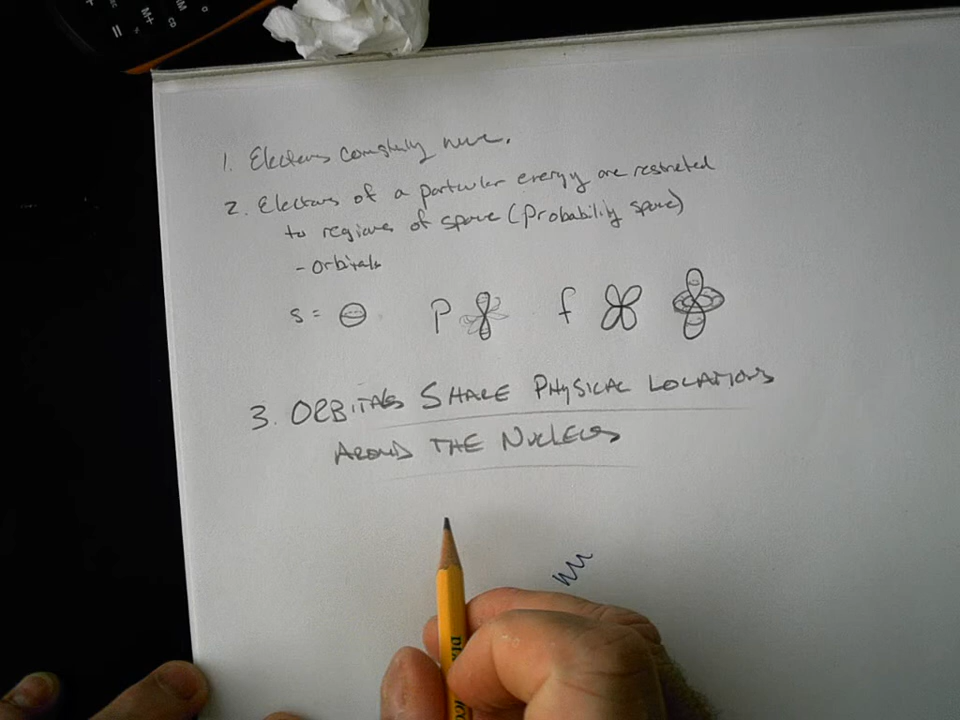 1. Electrons constantly move.
2. Electrons of a particular energy are restricted
to regions of space (probability space)
- orbitals
s = P f
3. ORBITALS SHARE PHYSICAL LOCATIONS
AROUND THE NUCLEUS